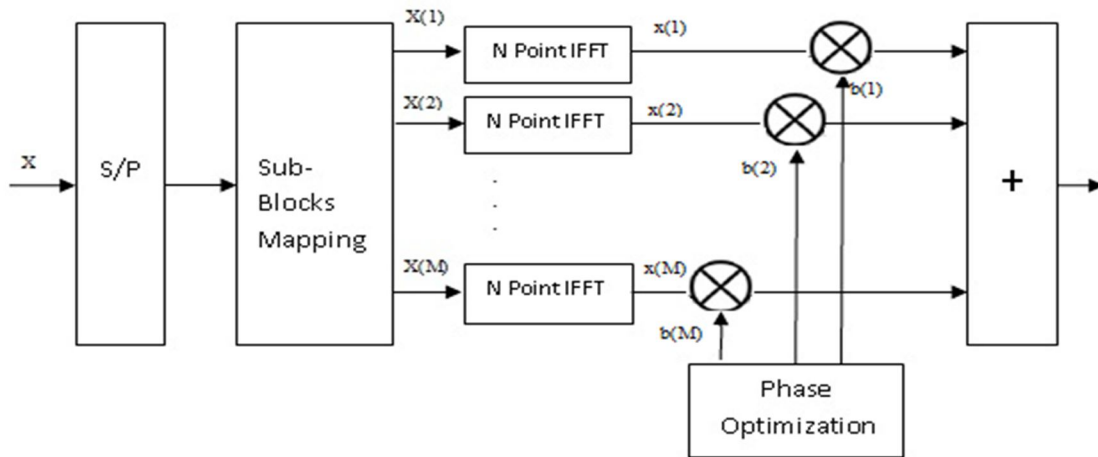 X
S/P
Sub-
Blocks
Mapping
X(1)
N Point IFFT
x(1)
b(1)
X(2)
N Point IFFT
x(2)
b(2)
X(M)
N Point IFFT
x(M)
b(M)
Phase
Optimization
+